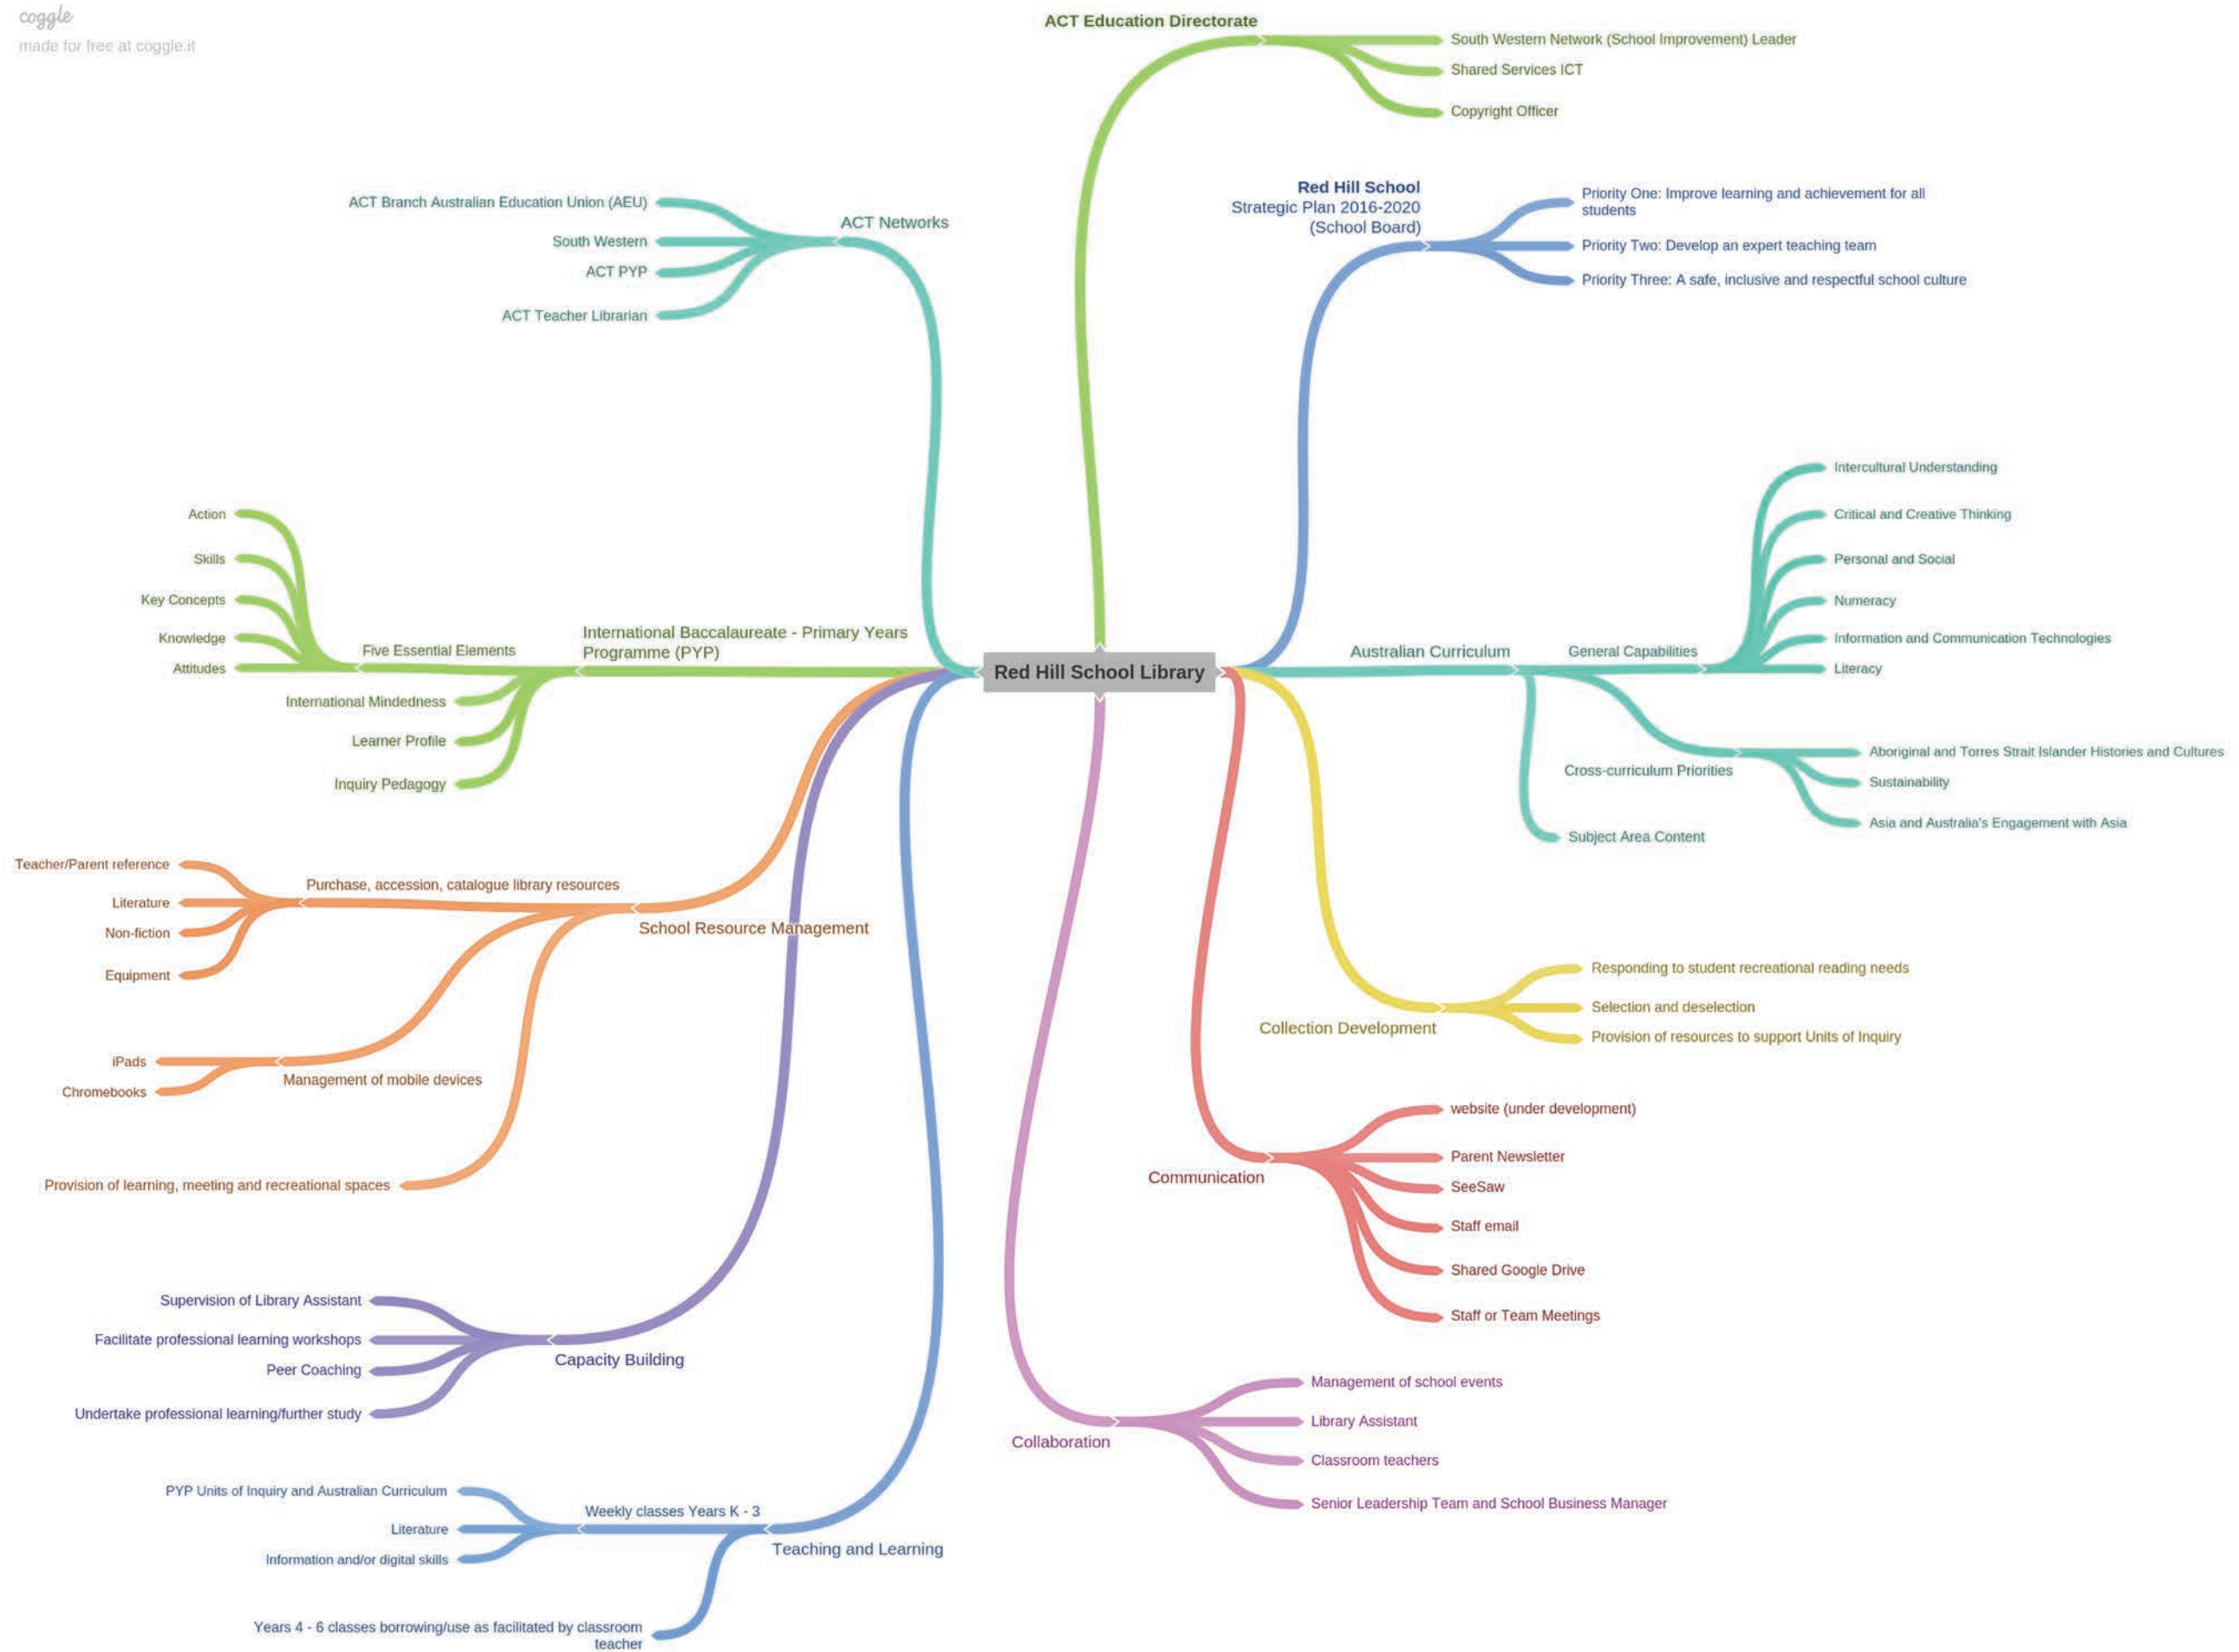 coggle
made for free at coggle.it
ACT Education Directorate
South Western Network (School Improvement) Leader
Shared Services ICT
Copyright Officer
Red Hill School
Strategic Plan 2016-2020
(School Board)
Priority One: Improve learning and achievement for all
students
Priority Two: Develop an expert teaching team
Priority Three: A safe, inclusive and respectful school culture
ACT Networks
ACT Branch Australian Education Union (AEU)
South Western
ACT PYP
ACT Teacher Librarian
Red Hill School Library
International Baccalaureate - Primary Years
Programme (PYP)
Five Essential Elements
Action
Skills
Key Concepts
Knowledge
Attitudes
International Mindedness
Learner Profile
Inquiry Pedagogy
Australian Curriculum
General Capabilities
Intercultural Understanding
Critical and Creative Thinking
Personal and Social
Numeracy
Information and Communication Technologies
Literacy
Cross-curriculum Priorities
Aboriginal and Torres Strait Islander Histories and Cultures
Sustainability
Asia and Australia's Engagement with Asia
Subject Area Content
School Resource Management
Purchase, accession, catalogue library resources
Teacher/Parent reference
Literature
Non-fiction
Equipment
Management of mobile devices
iPads
Chromebooks
Provision of learning, meeting and recreational spaces
Collection Development
Responding to student recreational reading needs
Selection and deselection
Provision of resources to support Units of Inquiry
Communication
website (under development)
Parent Newsletter
SeeSaw
Staff email
Shared Google Drive
Staff or Team Meetings
Capacity Building
Supervision of Library Assistant
Facilitate professional learning workshops
Peer Coaching
Undertake professional learning/further study
Collaboration
Management of school events
Library Assistant
Classroom teachers
Senior Leadership Team and School Business Manager
Teaching and Learning
Weekly classes Years K - 3
PYP Units of Inquiry and Australian Curriculum
Literature
Information and/or digital skills
Years 4 - 6 classes borrowing/use as facilitated by classroom
teacher